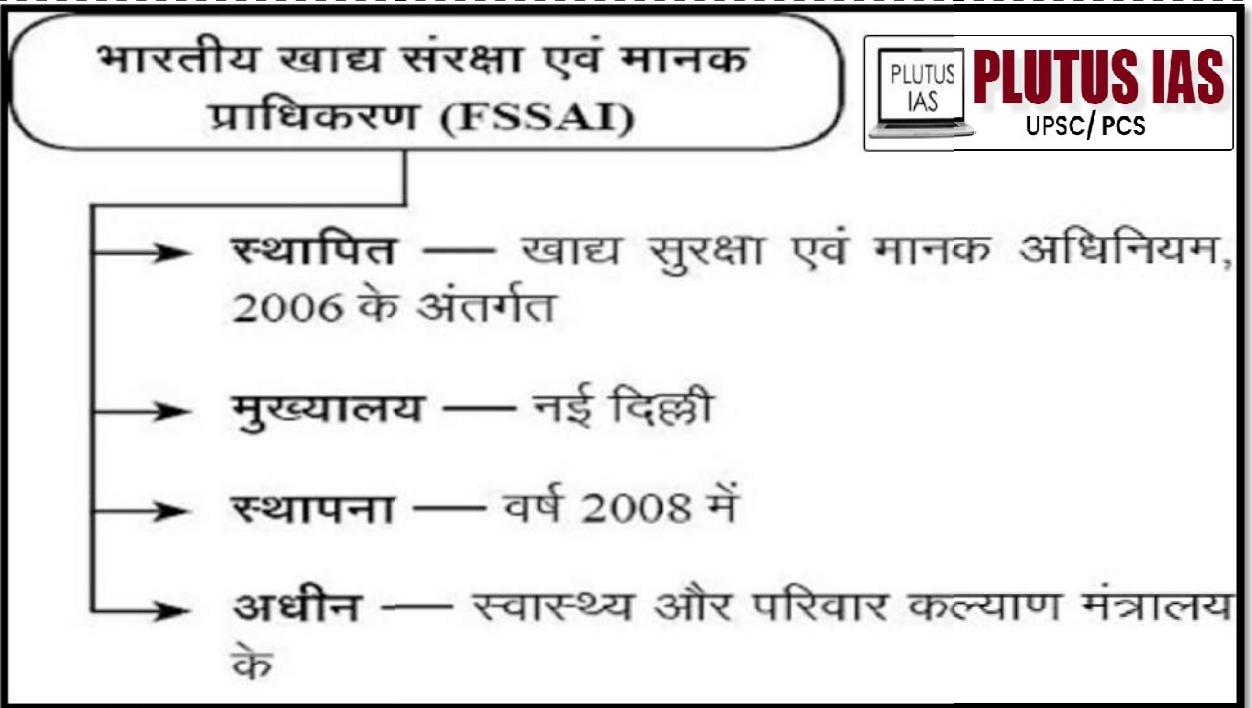 भारतीय खाद्य संरक्षा एवं मानक
प्राधिकरण (FSSAI)
PLUTUS
IAS
PLUTUS IAS
UPSC/ PCS
स्थापित — खाद्य सुरक्षा एवं मानक अधिनियम,
2006 के अंतर्गत
मुख्यालय — नई दिल्ली
स्थापना — वर्ष 2008 में
अधीन — स्वास्थ्य और परिवार कल्याण मंत्रालय
के